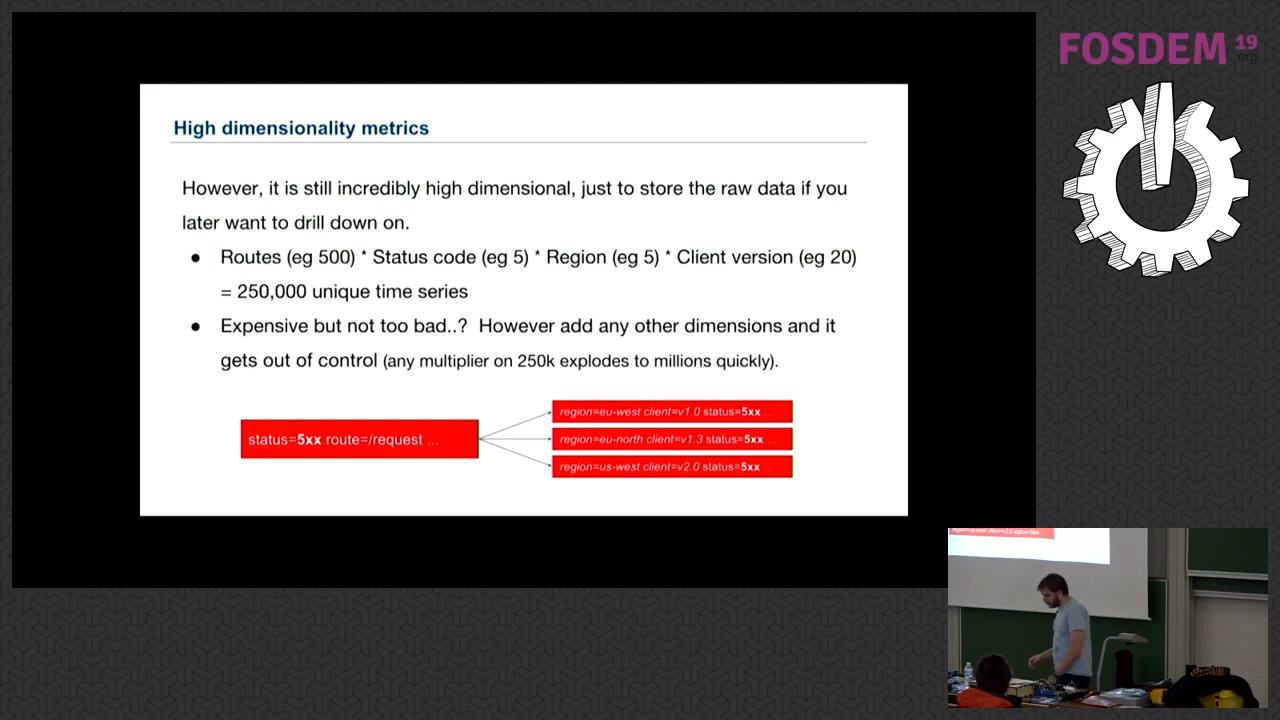 FOSDEM 19
.org
High dimensionality metrics
However, it is still incredibly high dimensional, just to store the raw data if you
later want to drill down on.
● Routes (eg 500) * Status code (eg 5) * Region (eg 5) * Client version (eg 20)
= 250,000 unique time series
● Expensive but not too bad..? However add any other dimensions and it
gets out of control (any multiplier on 250k explodes to millions quickly).
status=5xx route=/request ...
region=eu-west client=v1.0 status=5xx ...
region=eu-north client=v1.3 status=5xx ...
region=us-west client=v2.0 status=5xx ...